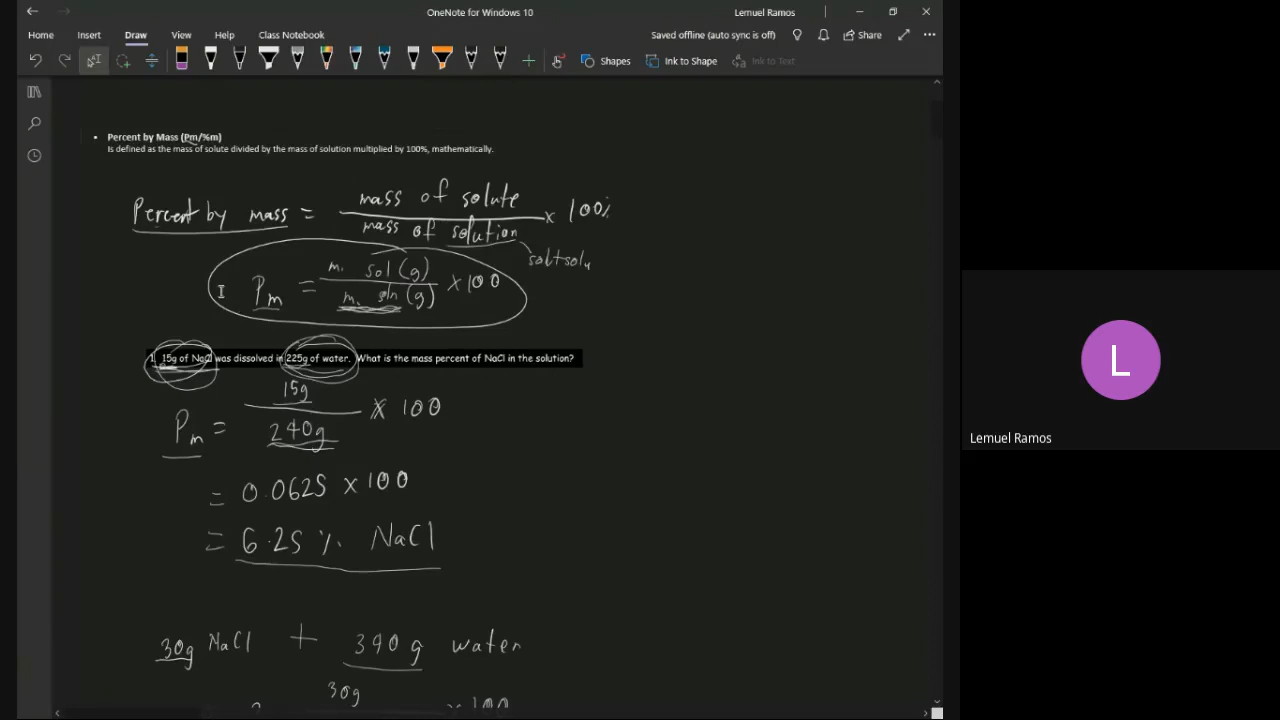 OneNote for Windows 10
Lemuel Ramos
Home Insert Draw View Help Class Notebook
Saved offline (auto sync is off) Share
Shapes Ink to Shape Ink to Text
• Percent by Mass (Pm/%m)
Is defined as the mass of solute divided by the mass of solution multiplied by 100%, mathematically.
Percent by mass = mass of solute × 100%
mass of solution
Pm = m. sol (g) × 100
m. soln (g)
1. 15g of NaCl was dissolved in 225g of water. What is the mass percent of NaCl in the solution?
Pm = 15g × 100
240g
= 0.0625 × 100
= 6.25 % NaCl
30g NaCl + 340g water
30g
× 100
L
Lemuel Ramos